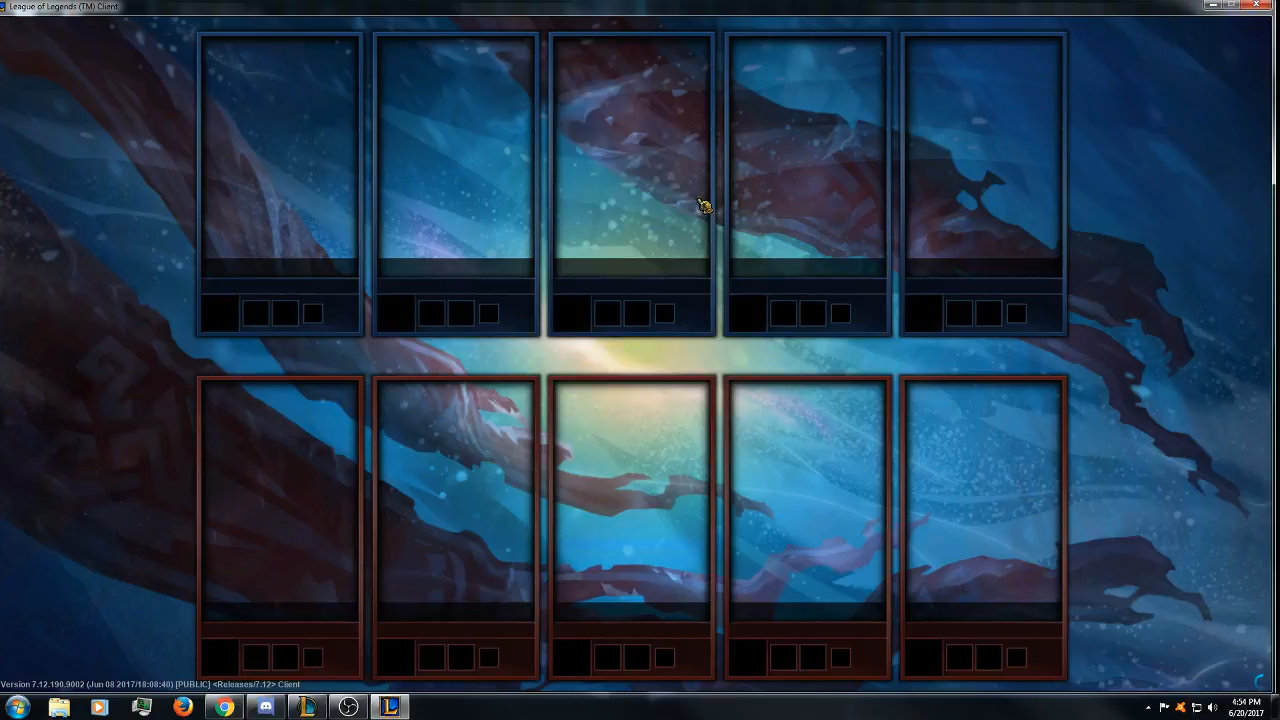 League of Legends (TM) Client
Version 7.12.190.9002 (Jun 08 2017/18:08:40) [PUBLIC] <Releases/7.12> Client
4:54 PM
6/20/2017